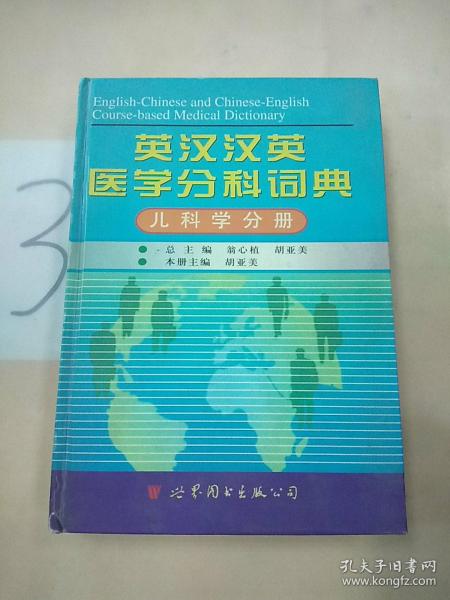 English-Chinese and Chinese-English
Course-based Medical Dictionary
英汉汉英
医学分科词典
儿科学分册
● 总 主 编 翁心植 胡亚美
● 本册主编 胡亚美
3
W 世界图书出版公司
孔夫子旧书网
www.kongfz.com